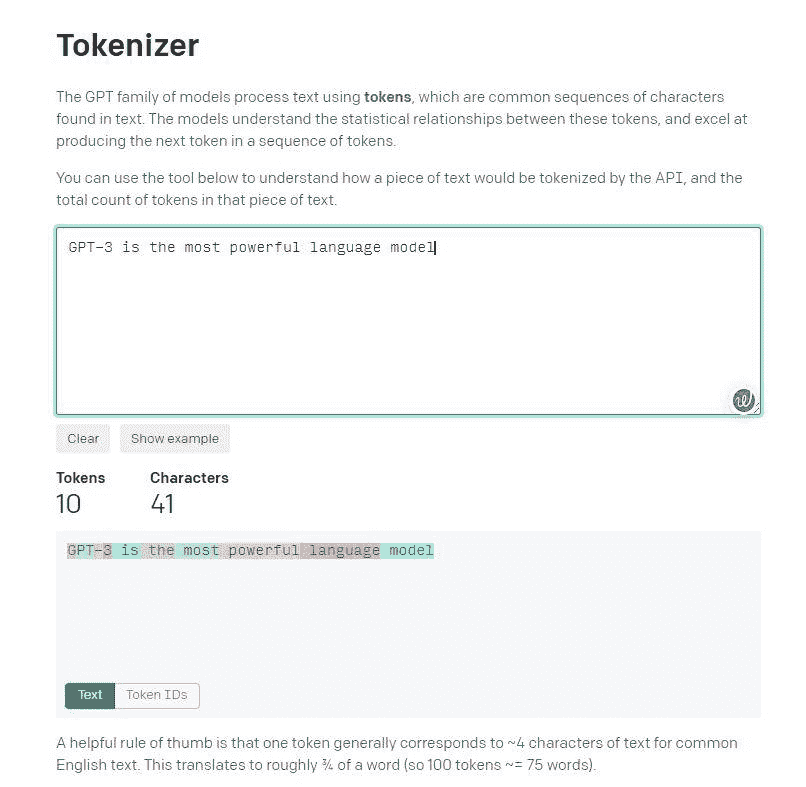 Tokenizer
The GPT family of models process text using tokens, which are common sequences of characters
found in text. The models understand the statistical relationships between these tokens, and excel at
producing the next token in a sequence of tokens.
You can use the tool below to understand how a piece of text would be tokenized by the API, and the
total count of tokens in that piece of text.
GPT-3 is the most powerful language model
Clear Show example
Tokens Characters
10 41
GPT-3 is the most powerful language model
Text Token IDs
A helpful rule of thumb is that one token generally corresponds to ~4 characters of text for common
English text. This translates to roughly ¾ of a word (so 100 tokens ~= 75 words).